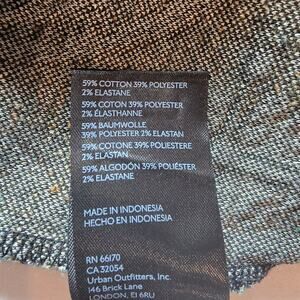 59% COTTON 39% POLYESTER
2% ELASTANE
59% COTON 39% POLYESTER
2% ÉLASTHANNE
59% BAUMWOLLE
39% POLYESTER 2% ELASTAN
59% COTONE 39% POLIESTERE
2% ELASTAN
59% ALGODÓN 39% POLIÉSTER
2% ELASTANE
MADE IN INDONESIA
HECHO EN INDONESIA
RN 66170
CA 32054
Urban Outfitters, Inc.
146 Brick Lane
LONDON, E1 6RU